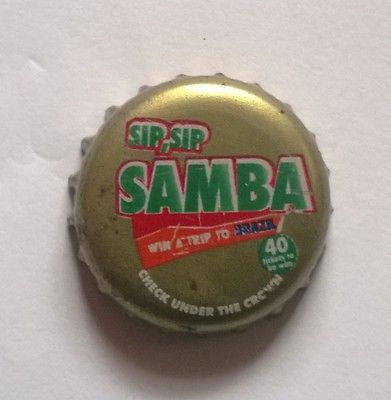 SIP, SIP
SAMBA
WIN A TRIP TO BRAZIL
40
tickets to
be won
CHECK UNDER THE CROWN